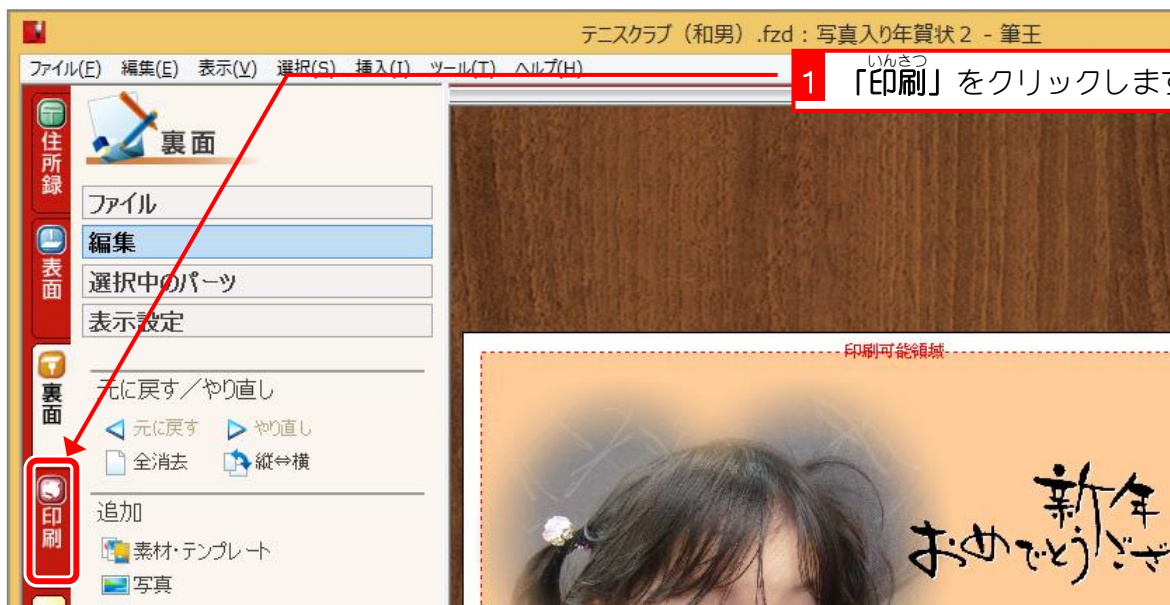 テニスクラブ（和男）.fzd : 写真入り年賀状２ - 筆王
ファイル(F) 編集(E) 表示(V) 選択(S) 挿入(I) ツール(T) ヘルプ(H)
いんさつ
1 「印刷」をクリックします
住所録
表面
裏面
印刷
裏面
ファイル
編集
選択中のパーツ
表示設定
元に戻す／やり直し
元に戻す やり直し
全消去 縦⇔横
追加
素材・テンプレート
写真
印刷可能領域
新年
おめでとうござ